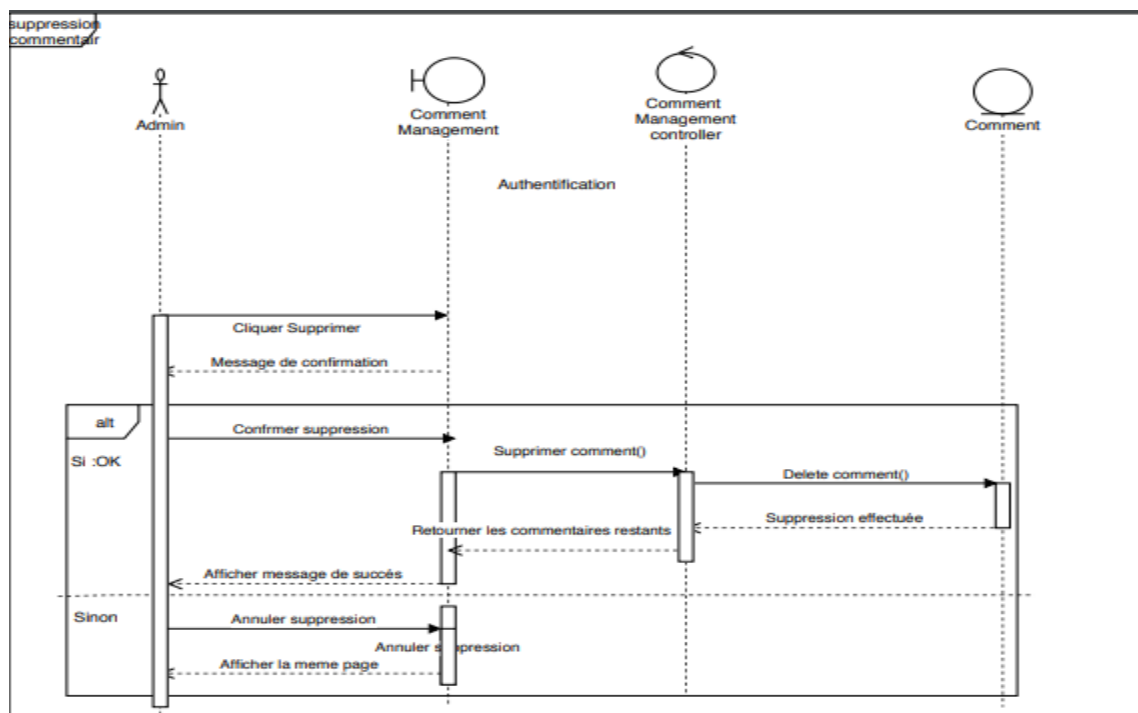 suppression
commentair
Admin
Comment
Management
Comment
Management
controller
Comment
Authentification
Cliquer Supprimer
Message de confirmation
alt
Confrmer suppression
Si :OK
Supprimer comment()
Delete comment()
Suppression effectuée
Retourner les commentaires restants
Afficher message de succés
Sinon
Annuler suppression
Annuler suppression
Afficher la meme page